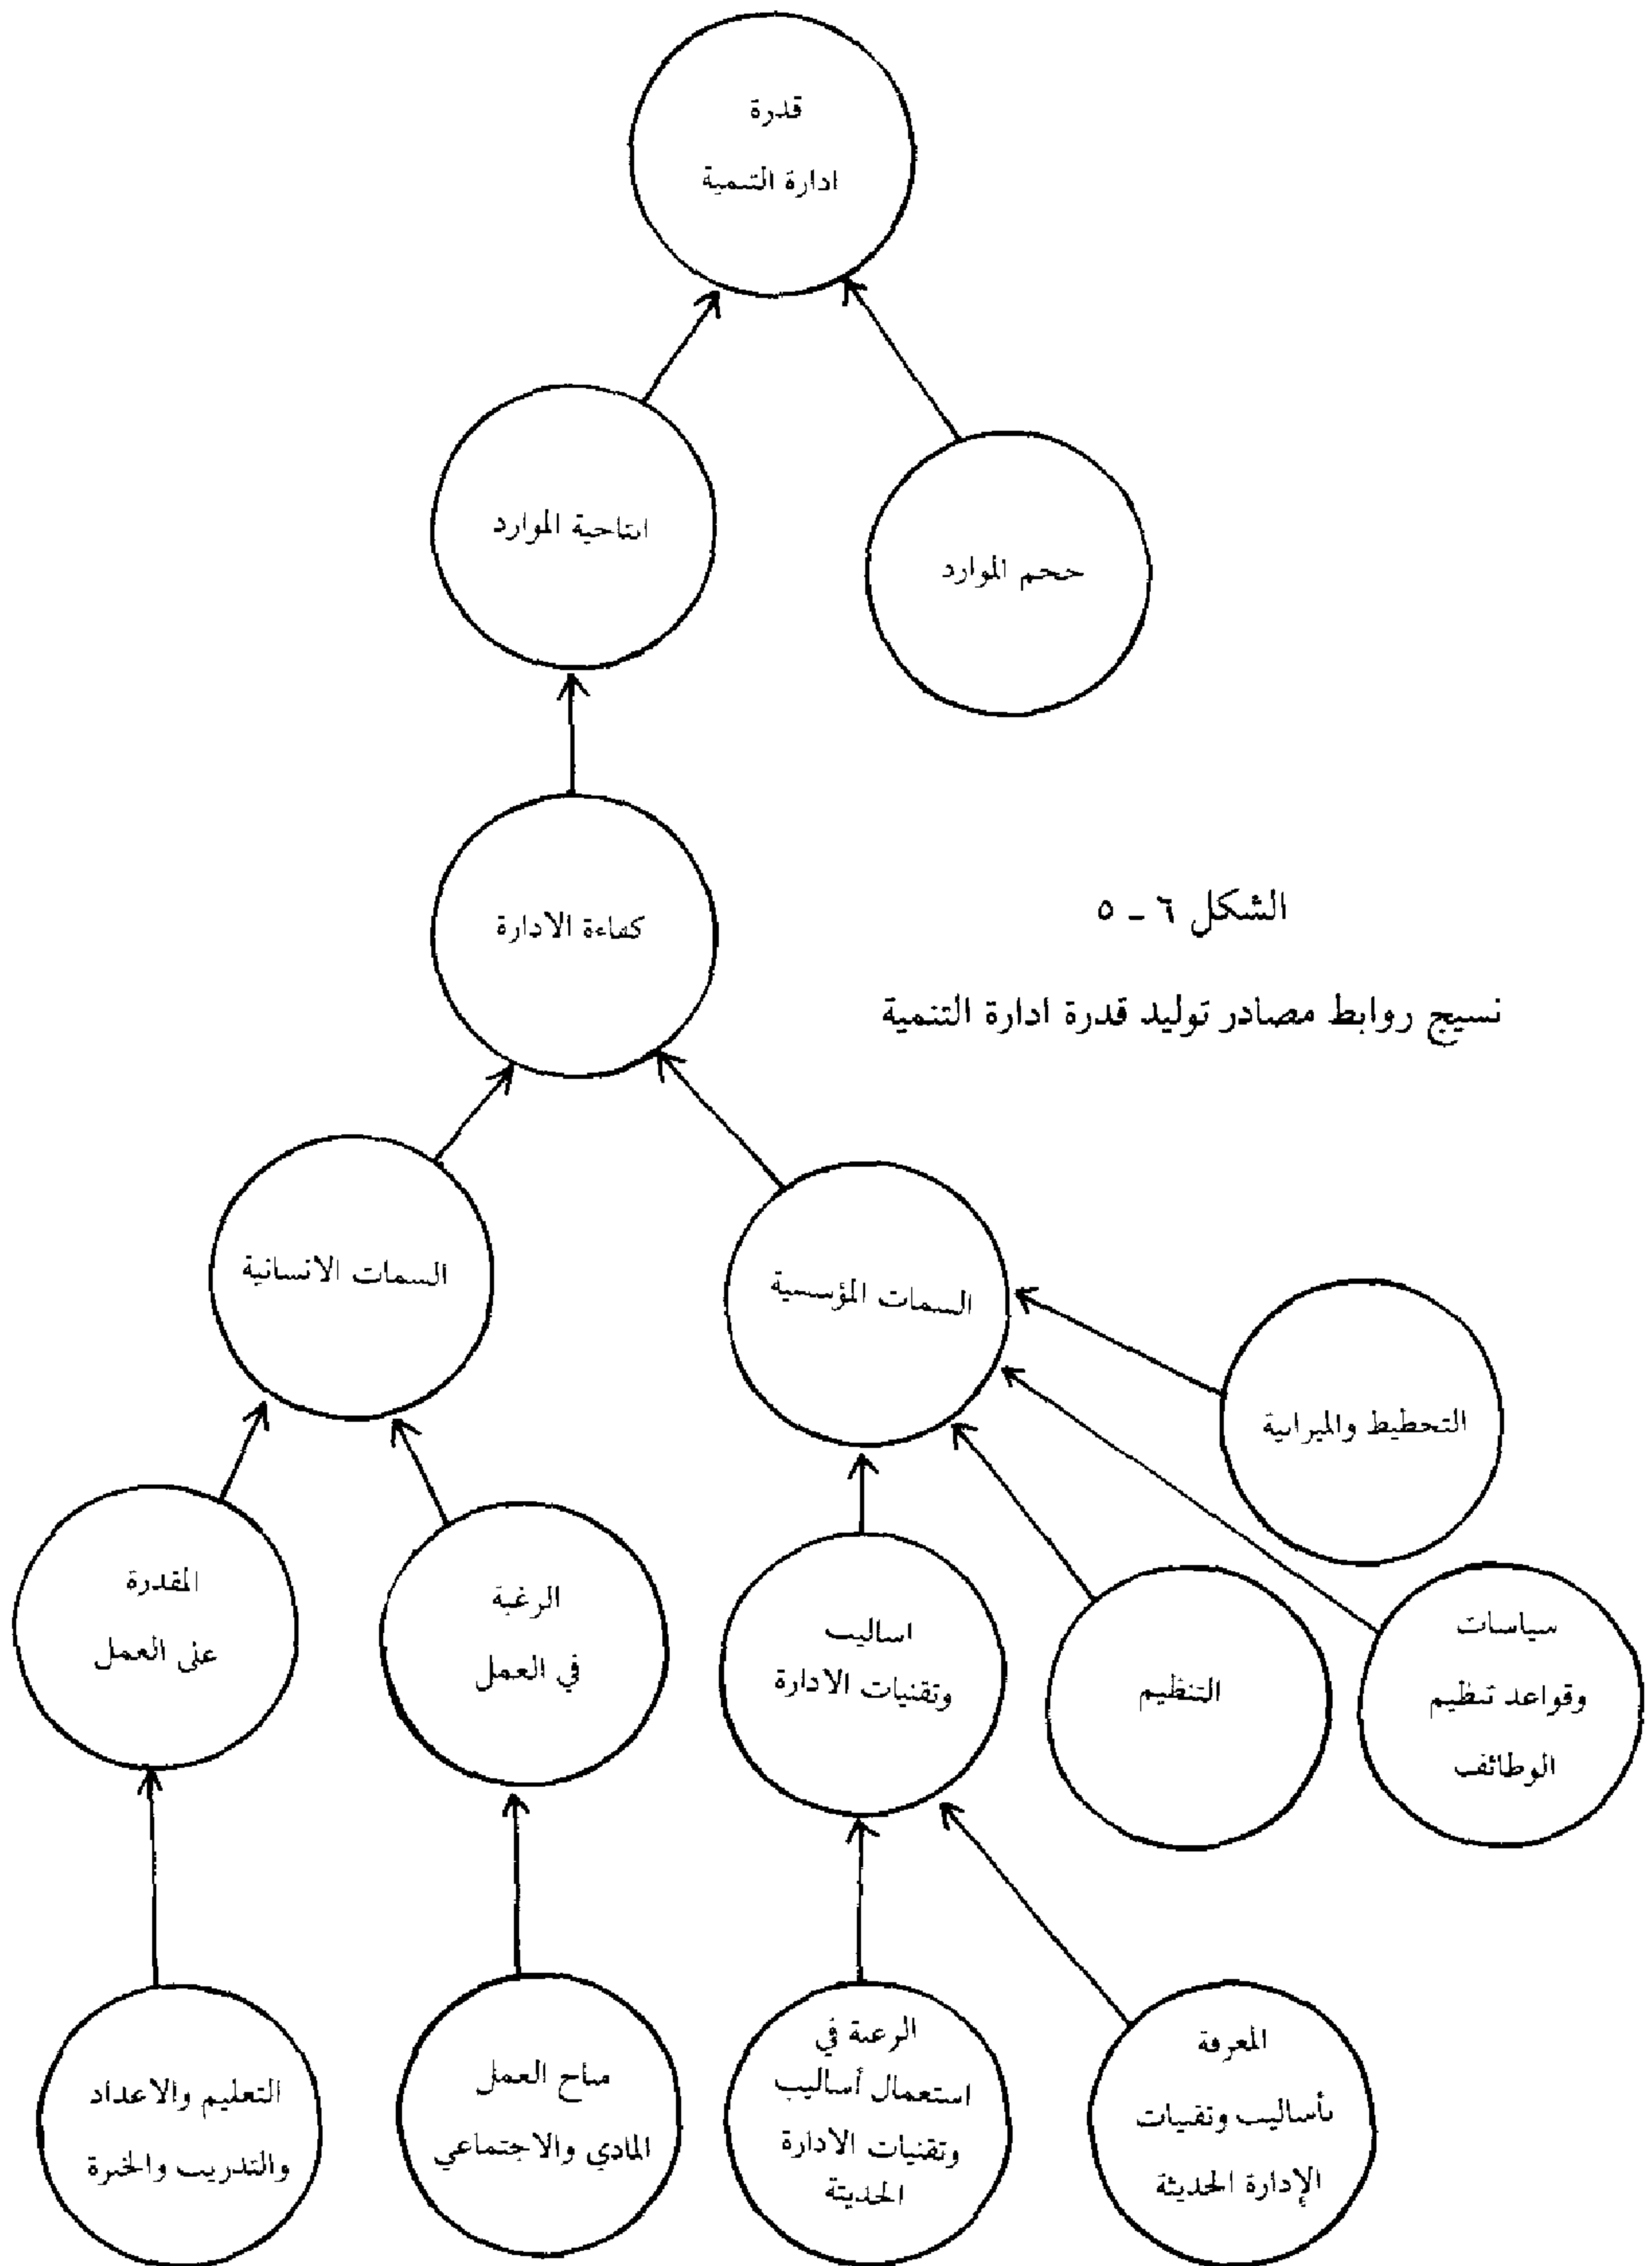 قدرة
ادارة التنمية
انتاجية الموارد
حجم الموارد
كفاءة الادارة
الشكل ٦ - ٥
نسيج روابط مصادر توليد قدرة ادارة التنمية
السمات الانسانية
السمات المؤسسية
التخطيط والميزانية
المقدرة
على العمل
الرغبة
في العمل
اساليب
وتقنيات الادارة
التنظيم
سياسات
وقواعد تنظيم
الوظائف
التعليم والاعداد
والتدريب والخبرة
مناخ العمل
المادي والاجتماعي
الرغبة في
استعمال أساليب
وتقنيات الادارة
الحديثة
المعرفة
بأساليب وتقنيات
الإدارة الحديثة